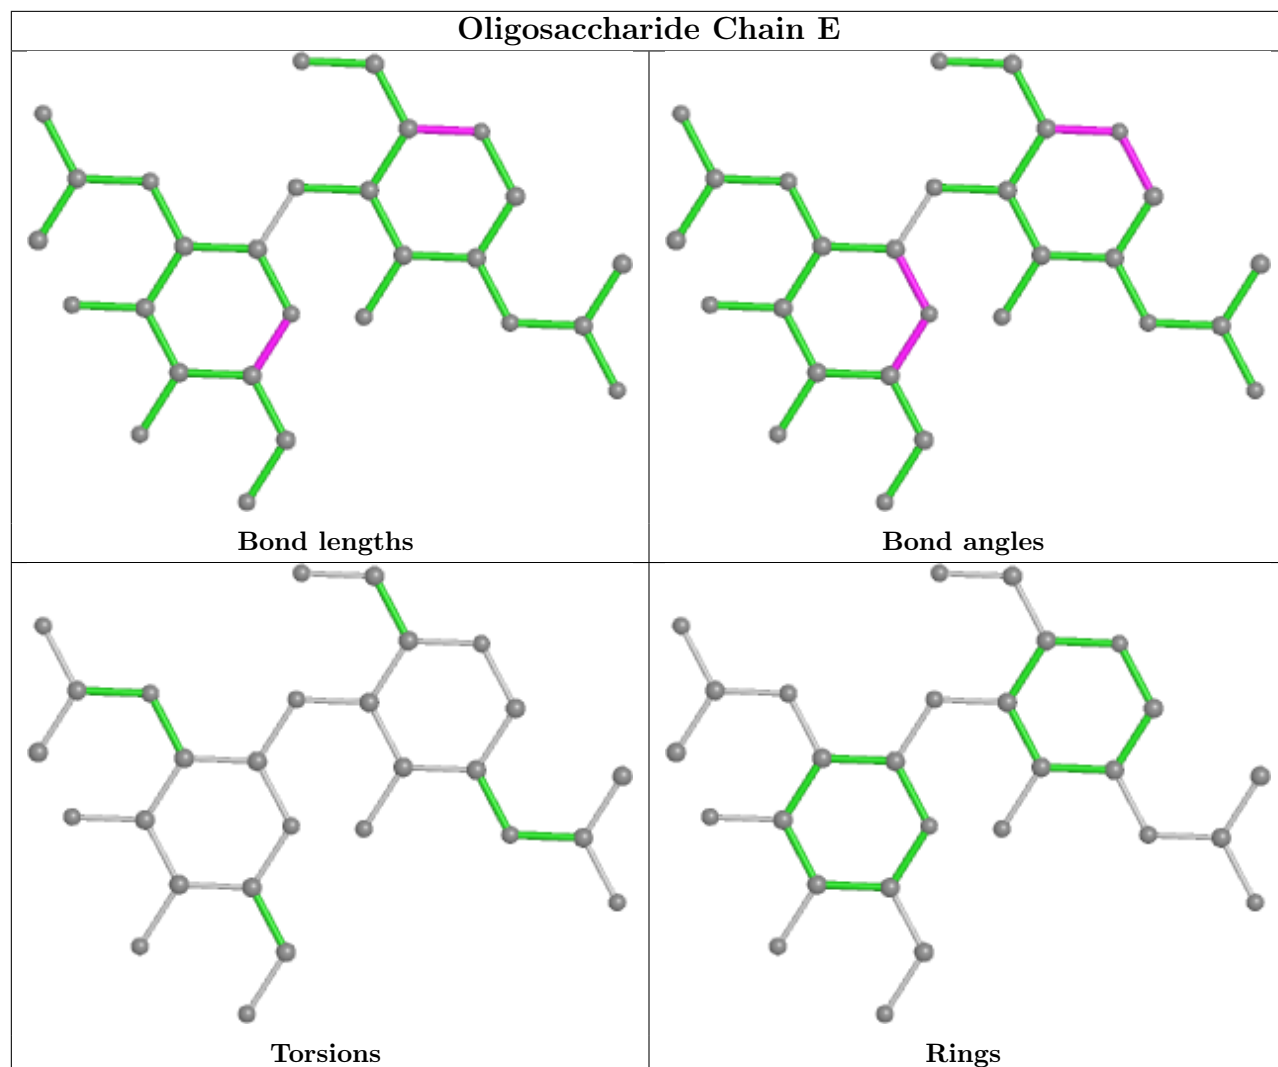 Oligosaccharide Chain E
Bond lengths
Bond angles
Torsions
Rings